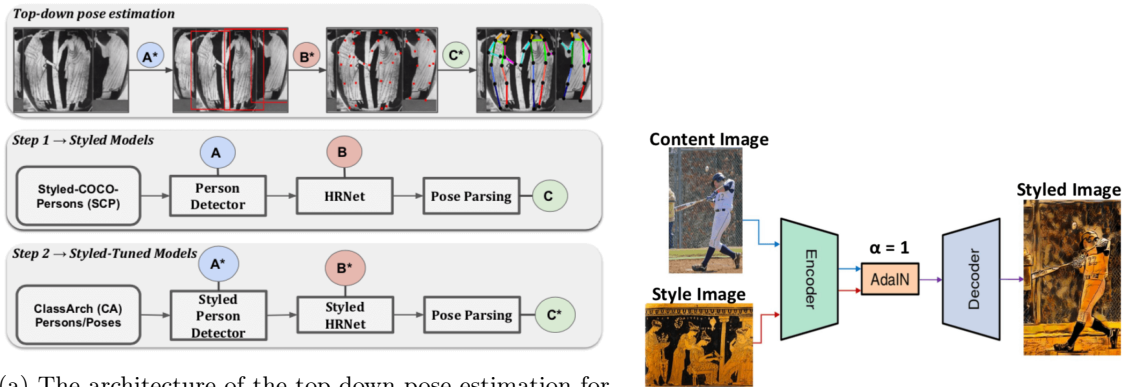 Top-down pose estimation
A*
B*
C*
Step 1 → Styled Models
A
B
Styled-COCO-
Persons (SCP)
Person
Detector
HRNet
Pose Parsing
C
Step 2 → Styled-Tuned Models
A*
B*
ClassArch (CA)
Persons/Poses
Styled
Person
Detector
Styled
HRNet
Pose Parsing
C*
(a) The architecture of the top down pose estimation for
Content Image
Style Image
Encoder
α = 1
AdaIN
Decoder
Styled Image